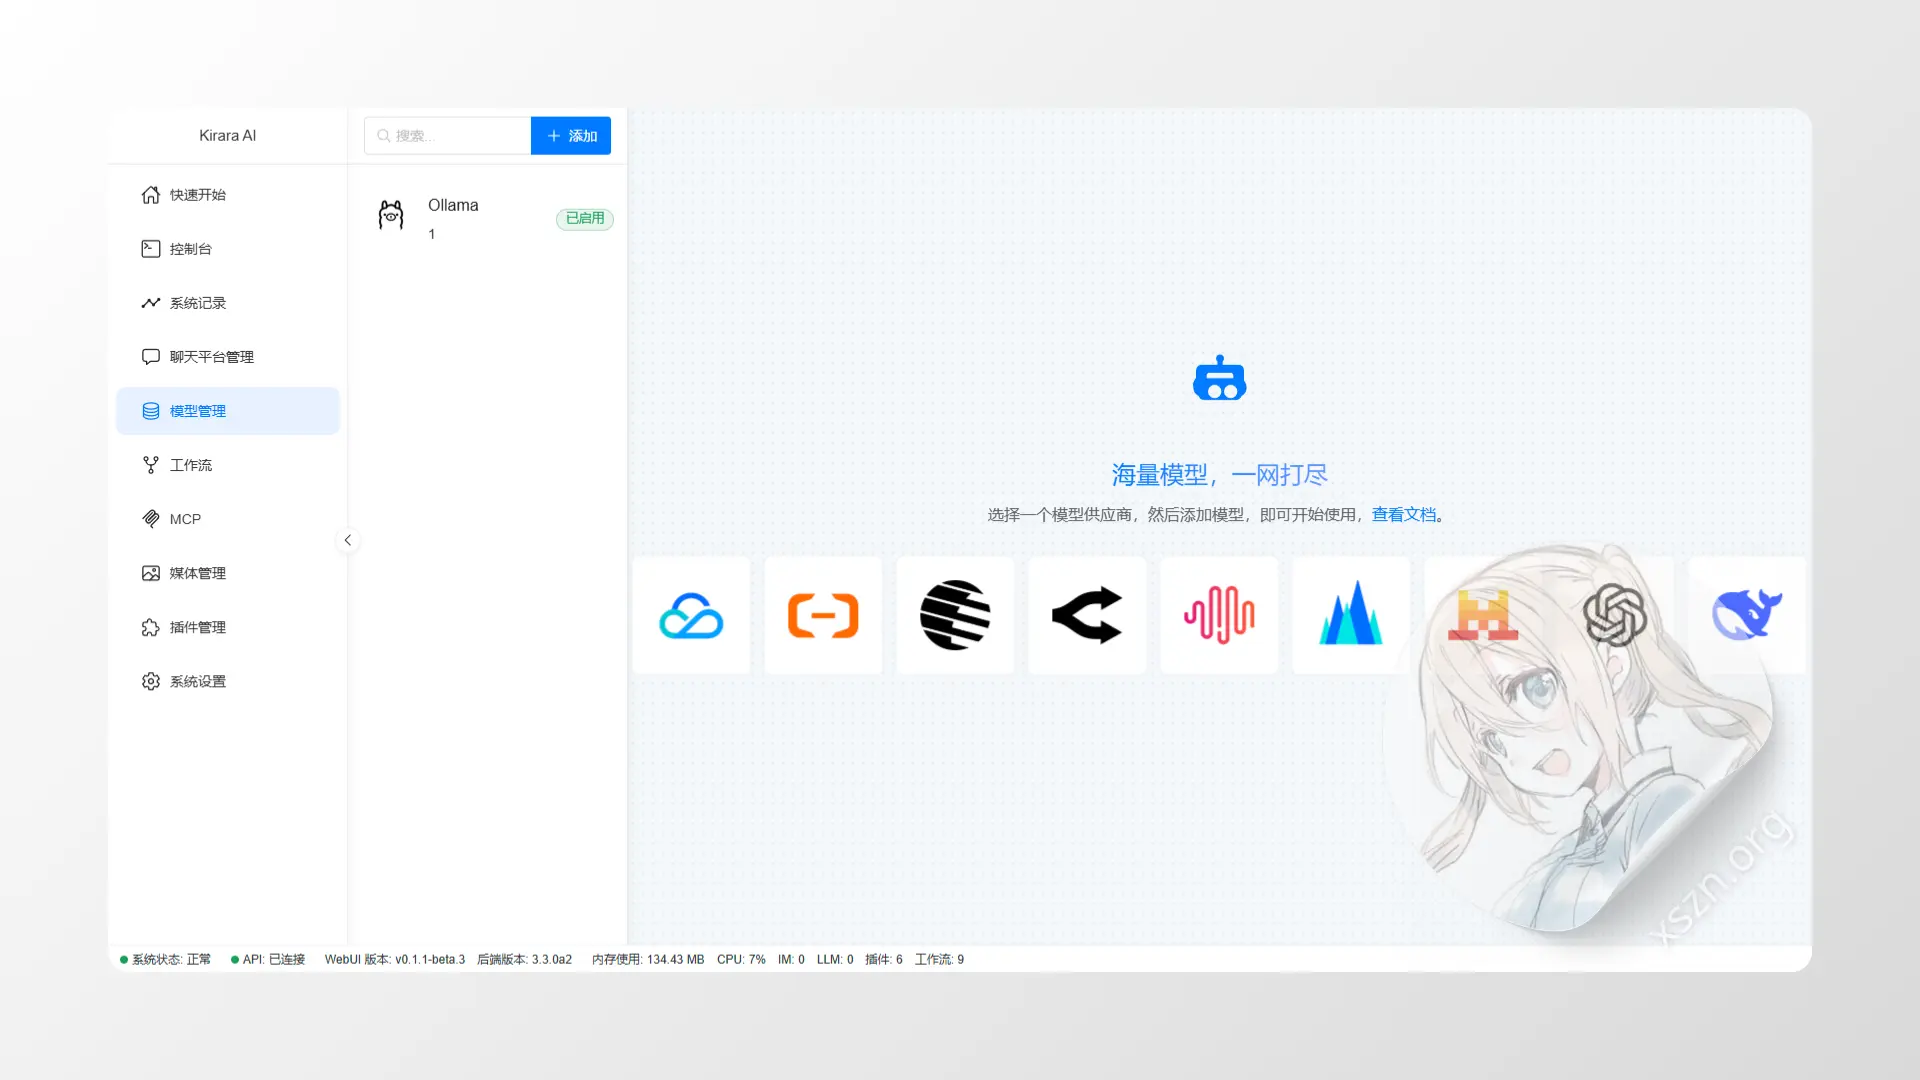 Kirara AI
快速开始
控制台
系统记录
聊天平台管理
模型管理
工作流
MCP
媒体管理
插件管理
系统设置
搜索...
添加
Ollama
已启用
1
海量模型，一网打尽
选择一个模型供应商，然后添加模型，即可开始使用，查看文档。
xszn.org
系统状态: 正常 API: 已连接 WebUI 版本: v0.1.1-beta.3 后端版本: 3.3.0a2 内存使用: 134.43 MB CPU: 7% IM: 0 LLM: 0 插件: 6 工作流: 9